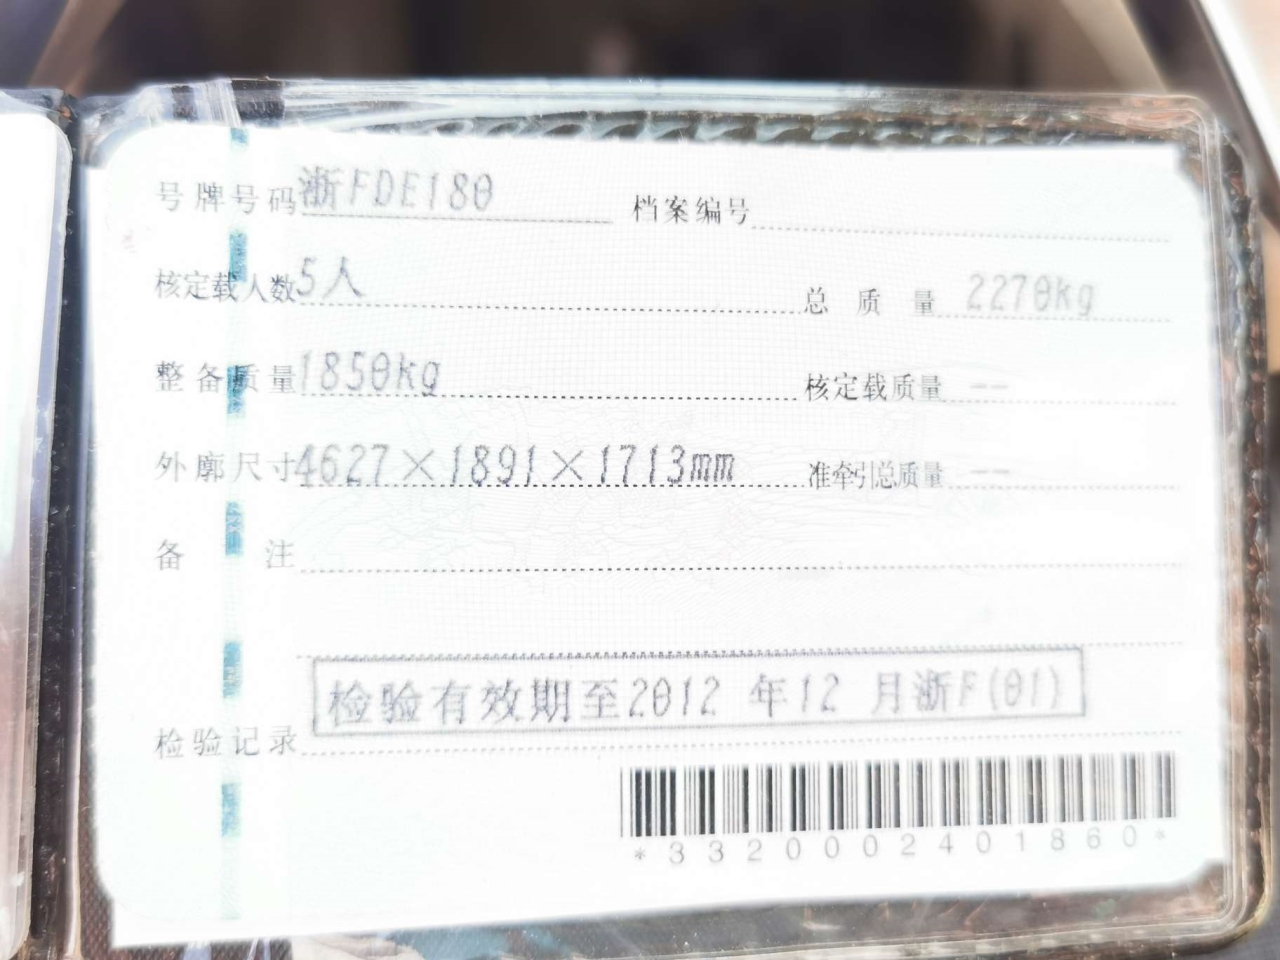 号牌号码 浙FDE180 档案编号
核定载人数 5人 总质量 2270kg
整备质量 1850kg 核定载质量 --
外廓尺寸 4627×1891×1713mm 准牵引总质量 --
备注
检验有效期至2012 年12 月浙F(01)
检验记录
*3320002401860*